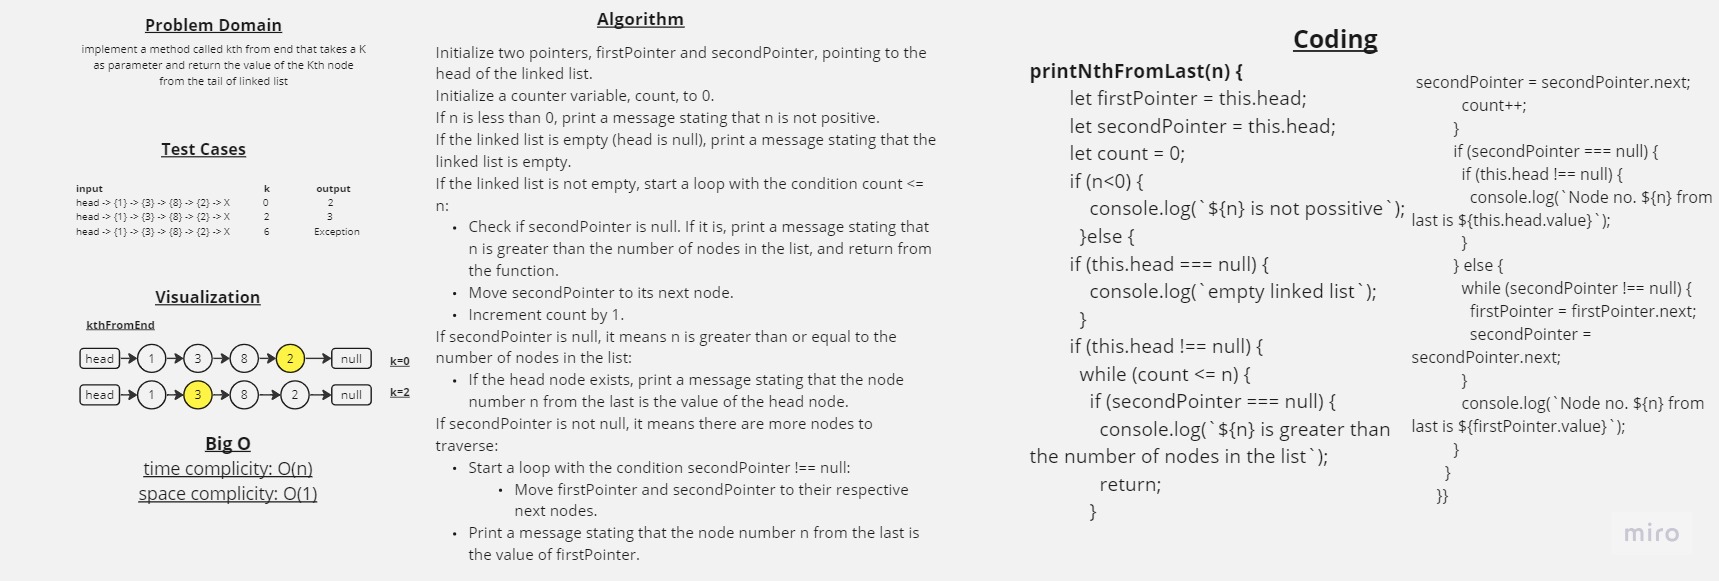 Problem Domain
implement a method called kth from end that takes a K
as parameter and return the value of the Kth node
from the tail of linked list
Test Cases
input k output
head -> {1} -> {3} -> {8} -> {2} -> X 0 2
head -> {1} -> {3} -> {8} -> {2} -> X 2 3
head -> {1} -> {3} -> {8} -> {2} -> X 6 Exception
Visualization
kthFromEnd
head 1 3 8 2 null k=0
head 1 3 8 2 null k=2
Big O
time complicity: O(n)
space complicity: O(1)
Algorithm
Initialize two pointers, firstPointer and secondPointer, pointing to the
head of the linked list.
Initialize a counter variable, count, to 0.
If n is less than 0, print a message stating that n is not positive.
If the linked list is empty (head is null), print a message stating that the
linked list is empty.
If the linked list is not empty, start a loop with the condition count <=
n:
• Check if secondPointer is null. If it is, print a message stating that
n is greater than the number of nodes in the list, and return from
the function.
• Move secondPointer to its next node.
• Increment count by 1.
If secondPointer is null, it means n is greater than or equal to the
number of nodes in the list:
• If the head node exists, print a message stating that the node
number n from the last is the value of the head node.
If secondPointer is not null, it means there are more nodes to
traverse:
• Start a loop with the condition secondPointer !== null:
• Move firstPointer and secondPointer to their respective
next nodes.
• Print a message stating that the node number n from the last is
the value of firstPointer.
Coding
printNthFromLast(n) {
let firstPointer = this.head;
let secondPointer = this.head;
let count = 0;
if (n<0) {
console.log(`${n} is not possitive`);
}else {
if (this.head === null) {
console.log(`empty linked list`);
}
if (this.head !== null) {
while (count <= n) {
if (secondPointer === null) {
console.log(`${n} is greater than
the number of nodes in the list`);
return;
}
secondPointer = secondPointer.next;
count++;
}
if (secondPointer === null) {
if (this.head !== null) {
console.log(`Node no. ${n} from
last is ${this.head.value}`);
}
} else {
while (secondPointer !== null) {
firstPointer = firstPointer.next;
secondPointer =
secondPointer.next;
}
console.log(`Node no. ${n} from
last is ${firstPointer.value}`);
}
}
}}
miro